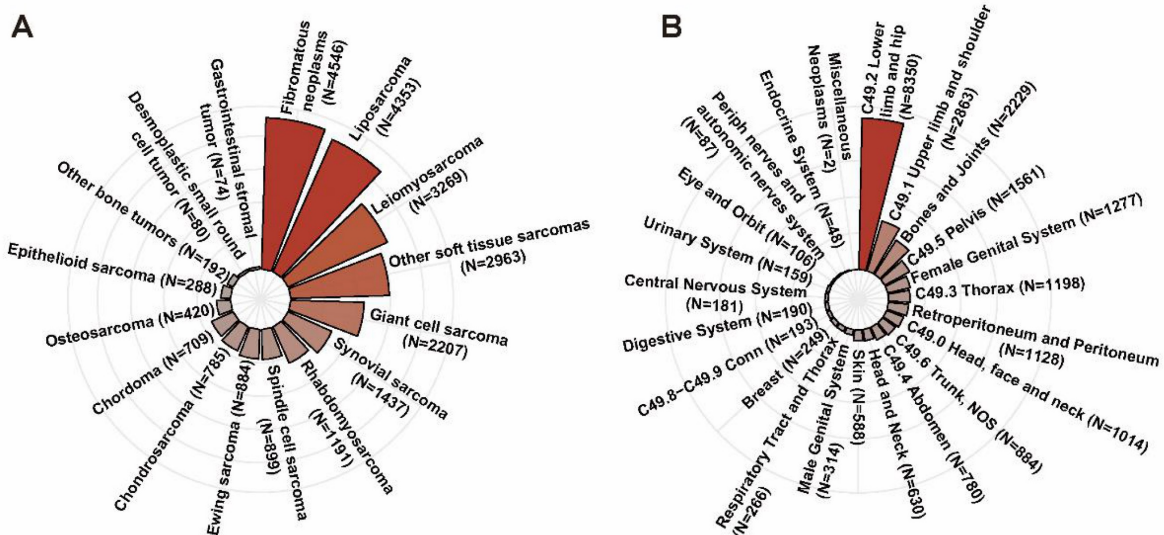 A
Fibromatous
neoplasms
(N=4546)
Liposarcoma
(N=4353)
Leiomyosarcoma
(N=3269)
Other soft tissue sarcomas
(N=2963)
Giant cell sarcoma
(N=2207)
Synovial sarcoma
(N=1437)
Rhabdomyosarcoma
(N=1191)
Spindle cell sarcoma
(N=899)
Ewing sarcoma (N=884)
Chondrosarcoma (N=785)
Chordoma (N=709)
Osteosarcoma (N=420)
Epithelioid sarcoma (N=288)
Other bone tumors (N=192)
Desmoplastic small round
cell tumor (N=80)
Gastrointestinal stromal
tumor (N=74)
B
C49.2 Lower
limb and hip
(N=8350)
C49.1 Upper limb and shoulder
(N=2863)
Bones and Joints (N=2229)
C49.5 Pelvis (N=1561)
Female Genital System (N=1277)
C49.3 Thorax (N=1198)
Retroperitoneum and Peritoneum
(N=1128)
C49.0 Head, face and neck (N=1014)
C49.6 Trunk, NOS (N=884)
C49.4 Abdomen (N=780)
Head and Neck (N=630)
Skin (N=588)
Male Genital System
(N=314)
Respiratory Tract and Thorax
(N=266)
Breast (N=249)
C49.8~C49.9 Conn (N=193)
Digestive System (N=190)
Central Nervous System
(N=181)
Urinary System (N=159)
Eye and Orbit (N=106)
Periph nerves and
autonomic nerves system
(N=87)
Endocrine System (N=48)
Miscellaneous
Neoplasms (N=2)